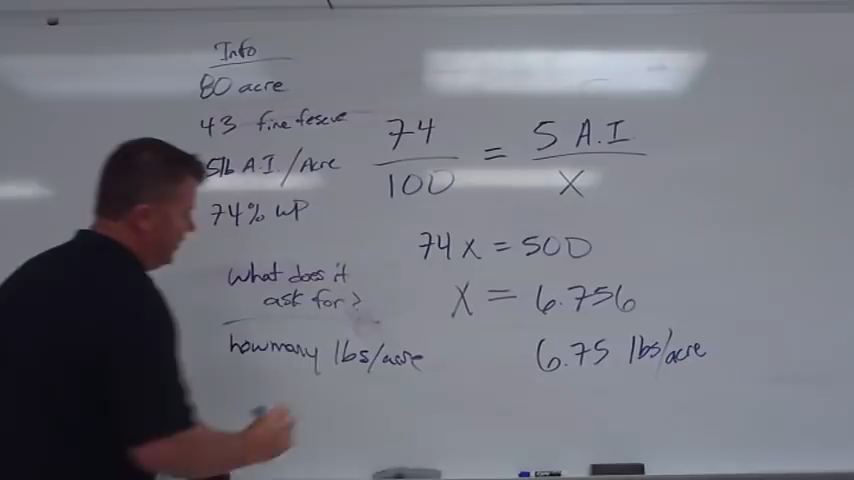 Info
80 acre
43 fine fescue
5lb A.I./Acre
74% WP
what does it
ask for?
how many lbs/acre
74/100 = 5 A.I./X
74X = 500
X = 6.756
6.75 lbs/acre